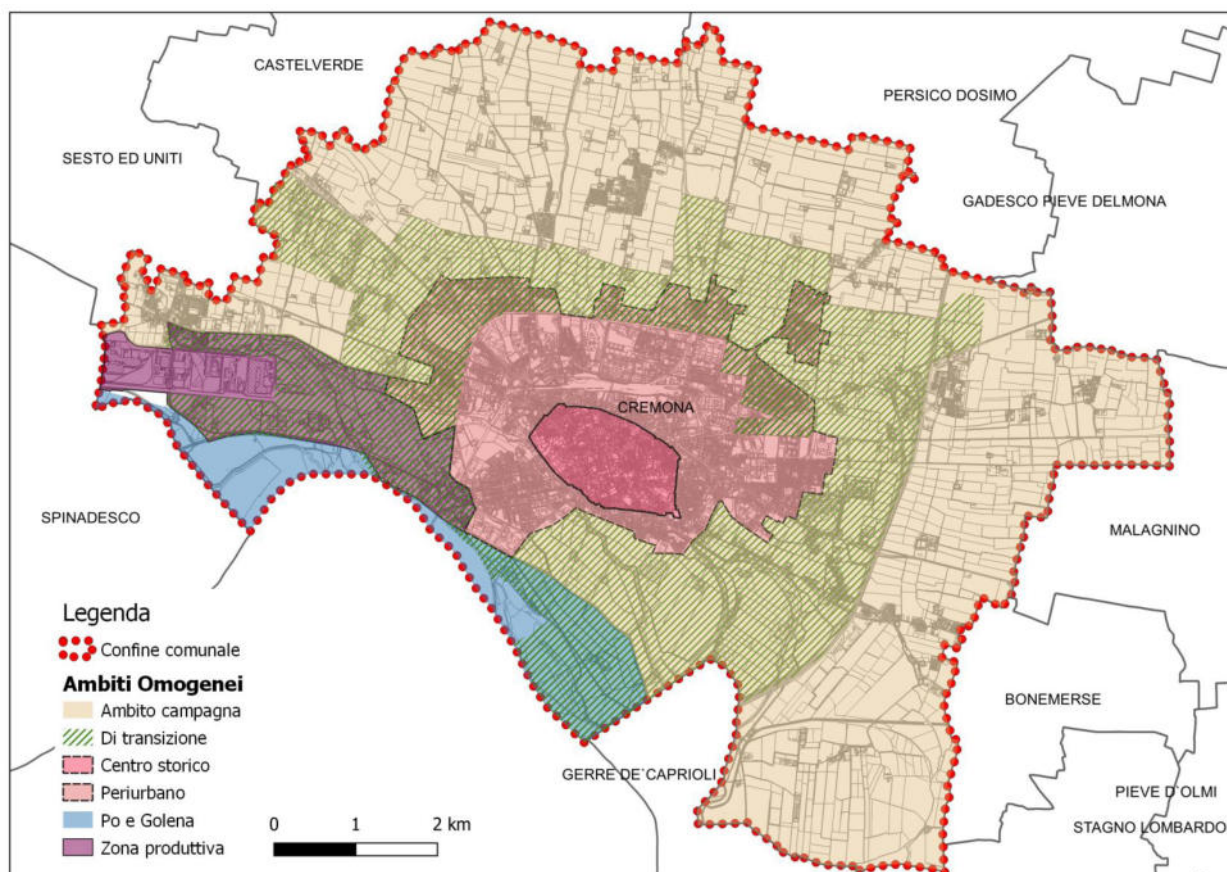 CASTELVERDE
PERSICO DOSIMO
SESTO ED UNITI
GADESCO PIEVE DELMONA
CREMONA
SPINADESCO
MALAGNINO
BONEMERSE
GERRE DE`CAPRIOLI
PIEVE D`OLMI
STAGNO LOMBARDO
Legenda
Confine comunale
Ambiti Omogenei
Ambito campagna
Di transizione
Centro storico
Periurbano
Po e Golena
Zona produttiva
0 1 2 km